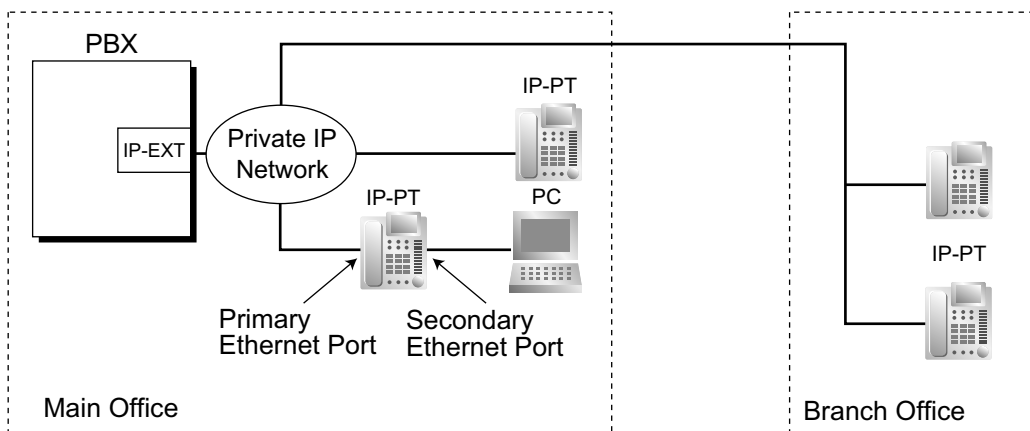 PBX
IP-EXT
Private IP
Network
IP-PT
IP-PT
PC
Primary
Ethernet Port
Secondary
Ethernet Port
Main Office
IP-PT
Branch Office